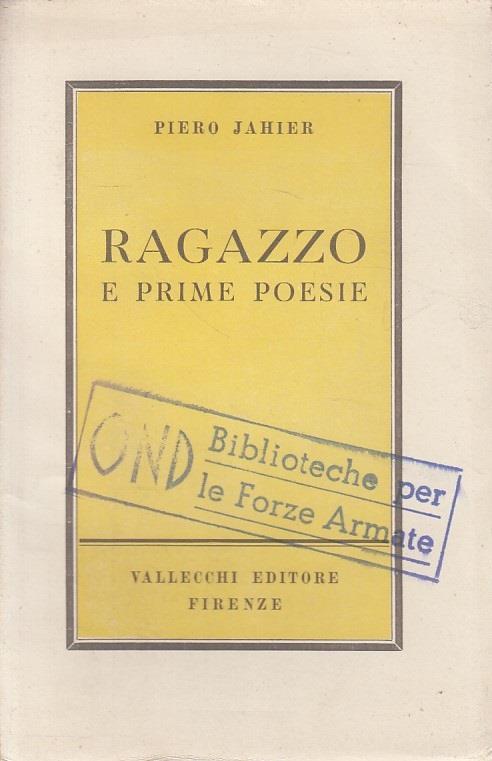 PIERO JAHIER
RAGAZZO
E PRIME POESIE
OND Biblioteche per
le Forze Armate
VALLECCHI EDITORE
FIRENZE